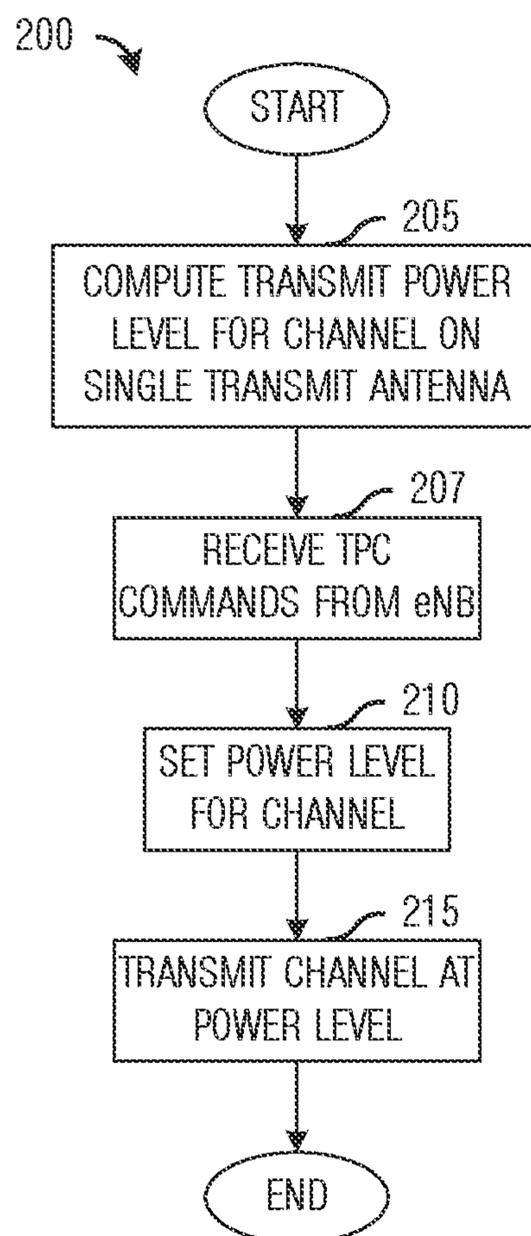 200
START
205
COMPUTE TRANSMIT POWER
LEVEL FOR CHANNEL ON
SINGLE TRANSMIT ANTENNA
207
RECEIVE TPC
COMMANDS FROM eNB
210
SET POWER LEVEL
FOR CHANNEL
215
TRANSMIT CHANNEL AT
POWER LEVEL
END